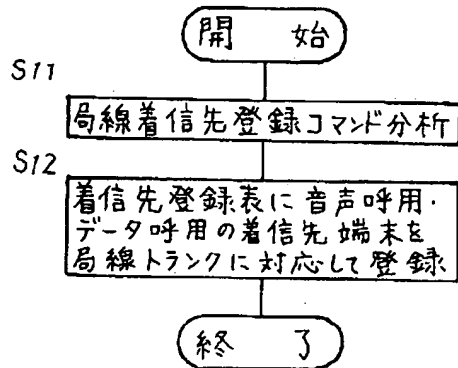 開 始
S11
局線着信先登録コマンド分析
S12
着信先登録表に音声呼用・
データ呼用の着信先端末を
局線トランクに対応して登録
終 了